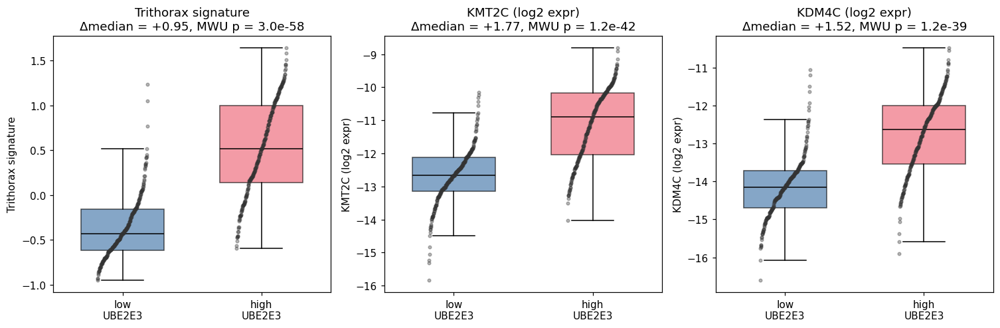 Trithorax signature
Δmedian = +0.95, MWU p = 3.0e-58
Trithorax signature
1.5
1.0
0.5
0.0
−0.5
−1.0
low
UBE2E3
high
UBE2E3
KMT2C (log2 expr)
Δmedian = +1.77, MWU p = 1.2e-42
KMT2C (log2 expr)
−9
−10
−11
−12
−13
−14
−15
−16
low
UBE2E3
high
UBE2E3
KDM4C (log2 expr)
Δmedian = +1.52, MWU p = 1.2e-39
KDM4C (log2 expr)
−11
−12
−13
−14
−15
−16
low
UBE2E3
high
UBE2E3